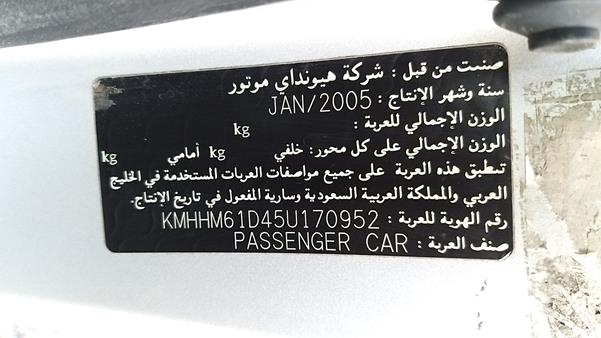 صنعت من قبل : شركة هيونداي موتور
سنة وشهر الإنتاج : JAN/2005
الوزن الإجمالي للعربة : kg
الوزن الإجمالي على كل محور : خلفي kg أمامي kg
تنطبق هذه العربة على جميع مواصفات العربات المستخدمة في الخليج
العربي والمملكة العربية السعودية وسارية المفعول في تاريخ الإنتاج.
رقم الهوية للعربة : KMHHM61D45U170952
صنف العربة : PASSENGER CAR